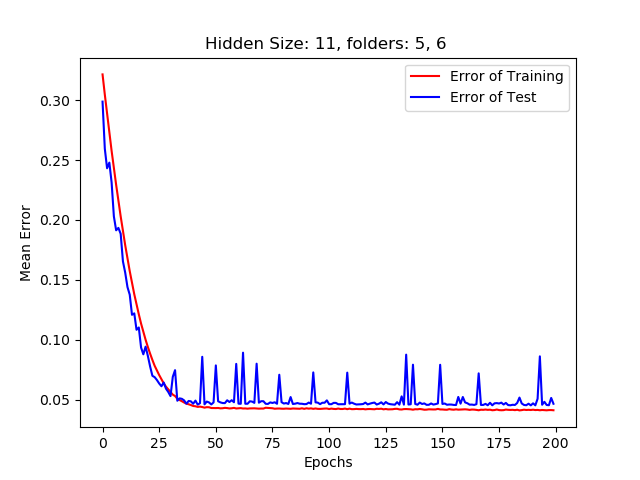 Hidden Size: 11, folders: 5, 6
Error of Training
Error of Test
Mean Error
0.30
0.25
0.20
0.15
0.10
0.05
0 25 50 75 100 125 150 175 200
Epochs